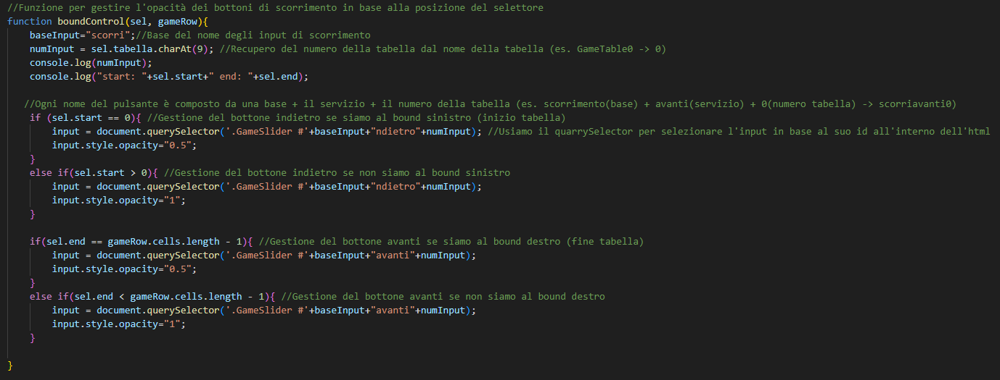 //Funzione per gestire l'opacità dei bottoni di scorrimento in base alla posizione del selettore
function boundControl(sel, gameRow){
    baseInput="scorri";//Base del nome degli input di scorrimento
    numInput = sel.tabella.charAt(9); //Recupero del numero della tabella dal nome della tabella (es. GameTable0 -> 0)
    console.log(numInput);
    console.log("start: "+sel.start+" end: "+sel.end);

   //Ogni nome del pulsante è composto da una base + il servizio + il numero della tabella (es. scorrimento(base) + avanti(servizio) + 0(numero tabella) -> scorriavanti0)
    if (sel.start == 0){ //Gestione del bottone indietro se siamo al bound sinistro (inizio tabella)
        input = document.querySelector('.GameSlider #'+baseInput+"ndietro"+numInput); //Usiamo il quarrySelector per selezionare l'input in base al suo id all'interno dell'html
        input.style.opacity="0.5";
    }
    else if(sel.start > 0){ //Gestione del bottone indietro se non siamo al bound sinistro
        input = document.querySelector('.GameSlider #'+baseInput+"ndietro"+numInput);
        input.style.opacity="1";
    }

    if(sel.end == gameRow.cells.length - 1){ //Gestione del bottone avanti se siamo al bound destro (fine tabella)
        input = document.querySelector('.GameSlider #'+baseInput+"avanti"+numInput);
        input.style.opacity="0.5";
    }
    else if(sel.end < gameRow.cells.length - 1){ //Gestione del bottone avanti se non siamo al bound destro
        input = document.querySelector('.GameSlider #'+baseInput+"avanti"+numInput);
        input.style.opacity="1";
    }

}